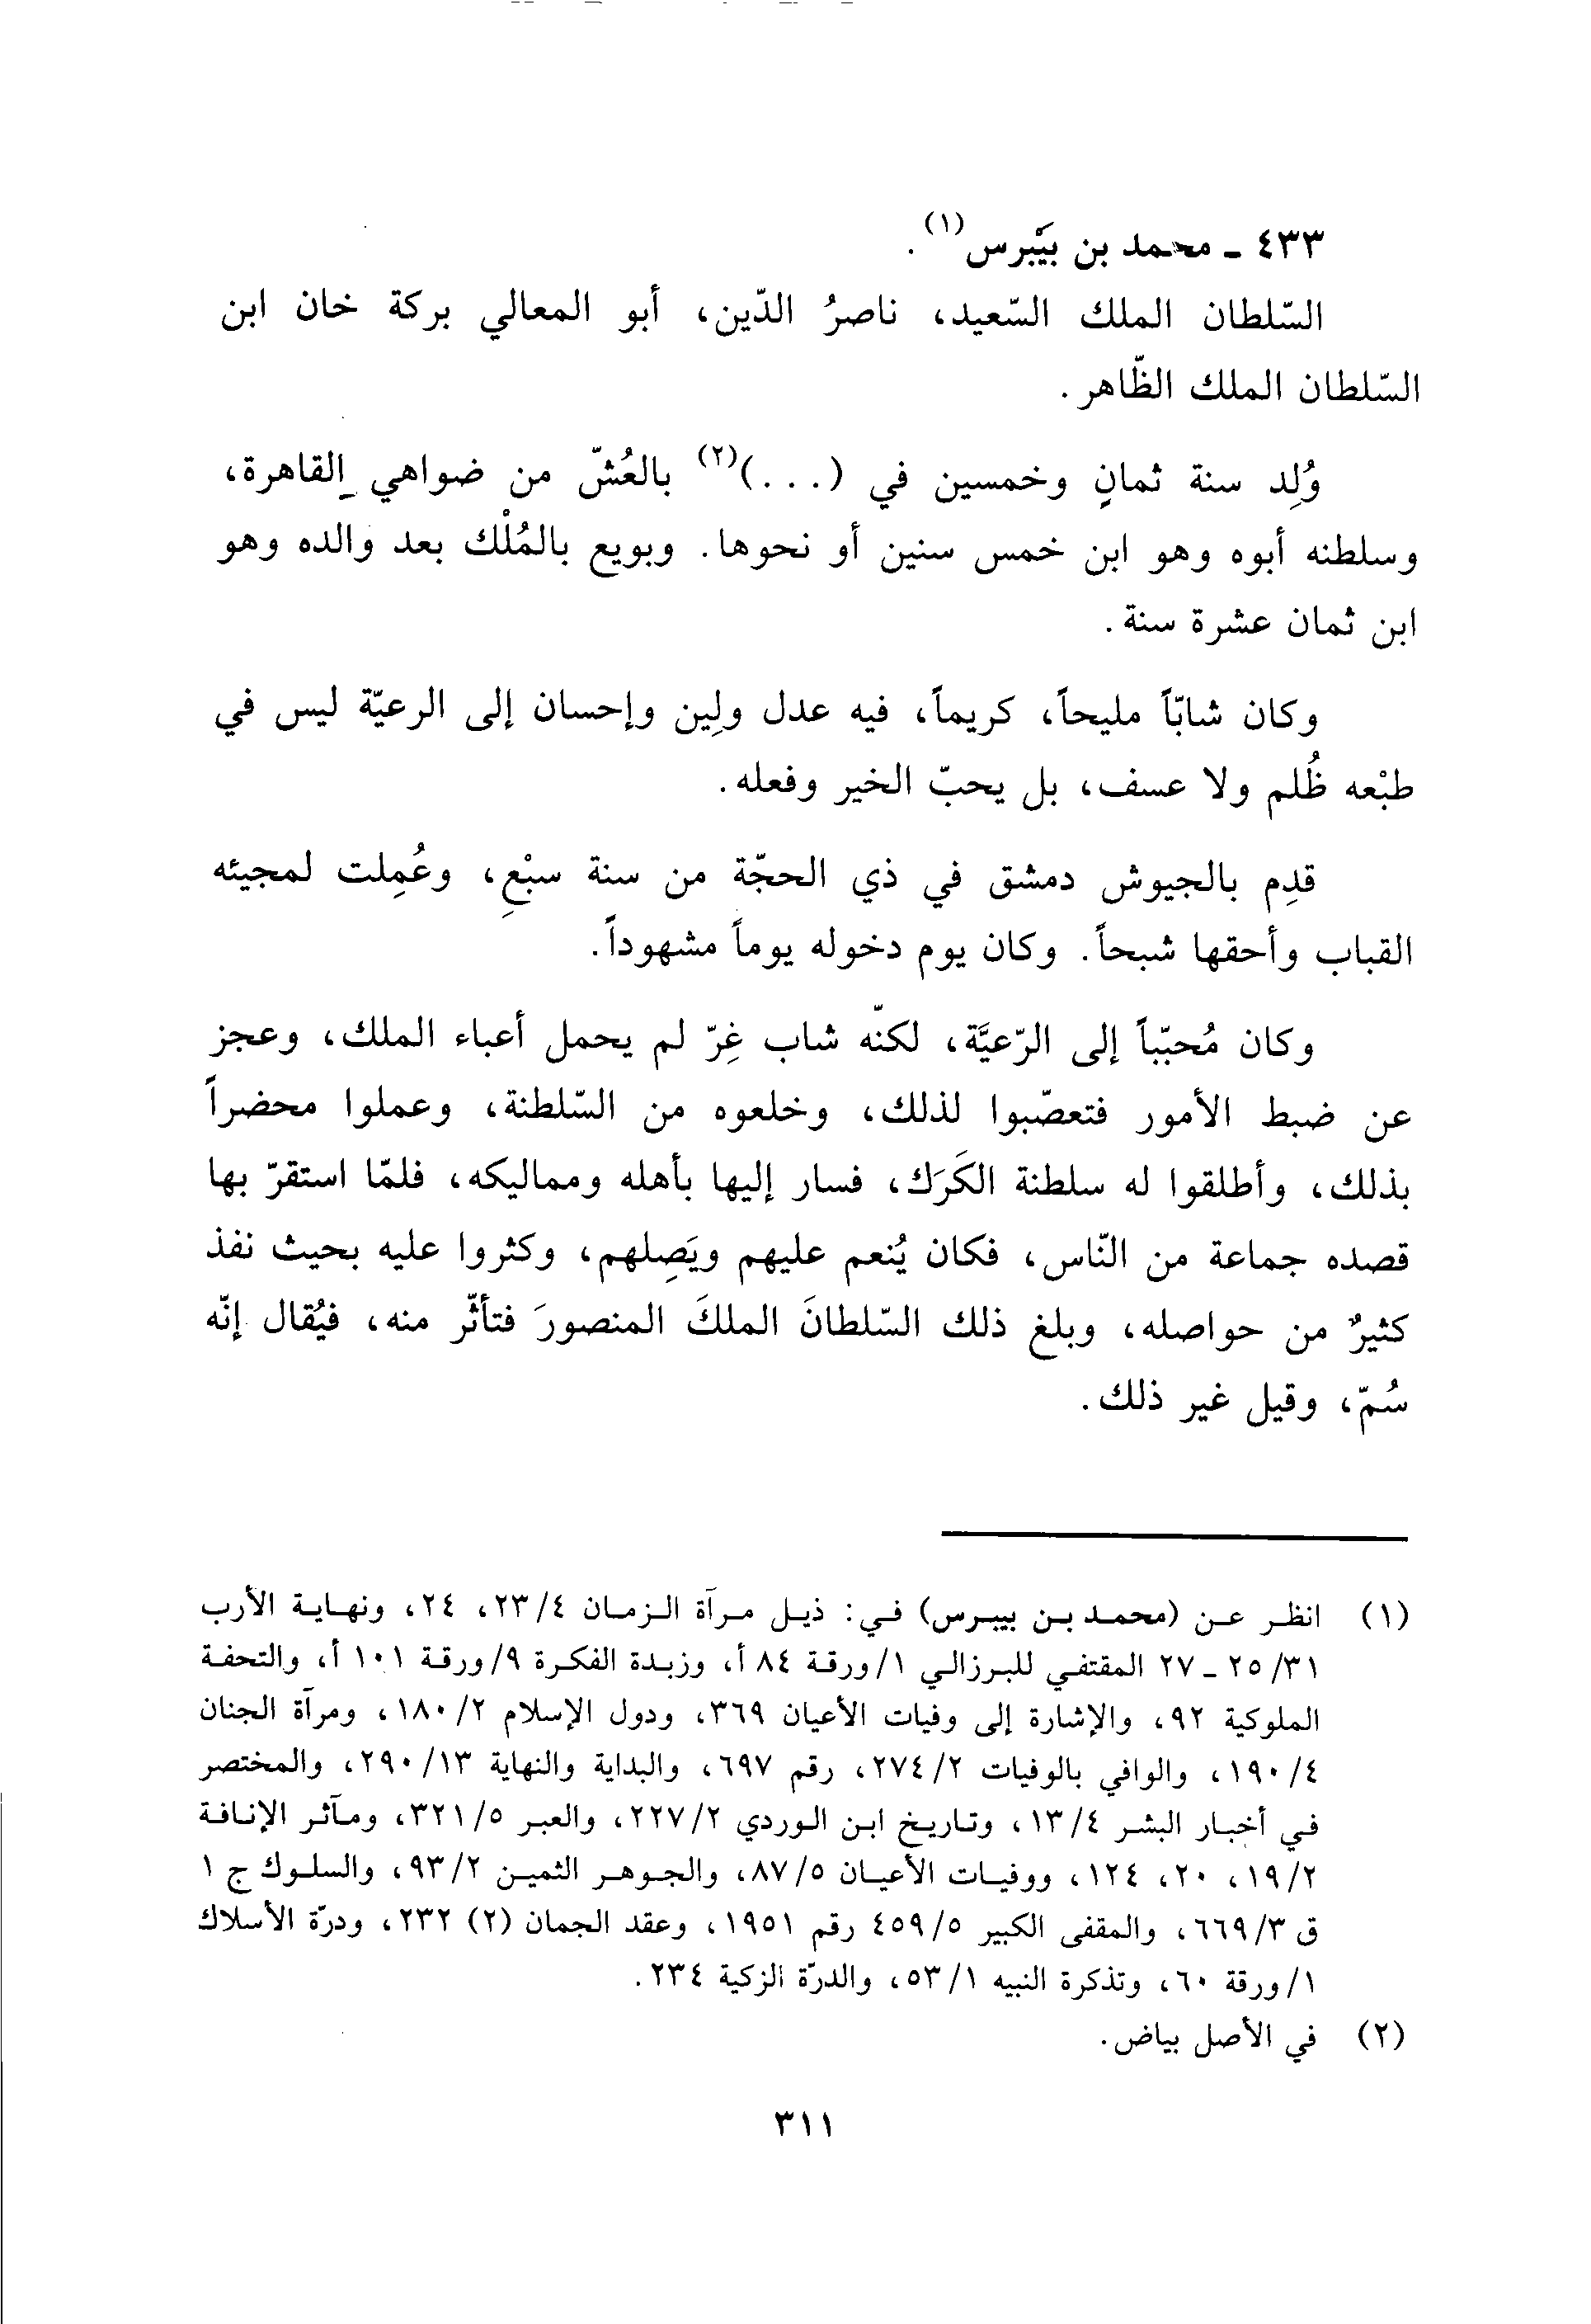 ٤٣٣ ـ محمد بن بَيْبرس(١).
السّلطان الملك السّعيد، ناصرُ الدّين، أبو المعالي بركة خان ابن
السّلطان الملك الظّاهر.
وُلِد سنة ثمانٍ وخمسين في (...)(٢) بالعُشّ من ضواهي القاهرة،
وسلطنه أبوه وهو ابن خمس سنين أو نحوها. وبويع بالمُلْك بعد والده وهو
ابن ثمان عشرة سنة.
وكان شابّاً مليحاً، كريماً، فيه عدل ولِين وإحسان إلى الرعيّة ليس في
طبْعه ظُلم ولا عسف، بل يحبّ الخير وفعله.
قدِم بالجيوش دمشق في ذي الحجّة من سنة سبْعٍ، وعُمِلت لمجيئه
القباب وأحقها شبحاً. وكان يوم دخوله يوماً مشهوداً.
وكان مُحبّباً إلى الرّعيَّة، لكنّه شاب غِرّ لم يحمل أعباء الملك، وعجز
عن ضبط الأمور فتعصّبوا لذلك، وخلعوه من السّلطنة، وعملوا محضراً
بذلك، وأطلقوا له سلطنة الكَرَك، فسار إليها بأهله ومماليكه، فلمّا استقرّ بها
قصده جماعة من النّاس، فكان يُنعم عليهم ويَصِلهم، وكثروا عليه بحيث نفذ
كثيرٌ من حواصله، وبلغ ذلك السّلطانَ الملكَ المنصورَ فتأثّر منه، فيُقال إنّه
سُمّ، وقيل غير ذلك.
(١) انظر عن (محمد بن بيبرس) في: ذيل مرآة الزمان ٤/٢٣، ٢٤، ونهاية الأرب
٣١/٢٥ ـ ٢٧ المقتفي للبرزالي ١/ورقة ٨٤ أ، وزبدة الفكرة ٩/ورقة ١٠١ أ، والتحفة
الملوكية ٩٢، والإشارة إلى وفيات الأعيان ٣٦٩، ودول الإسلام ٢/١٨٠، ومرآة الجنان
٤/١٩٠، والوافي بالوفيات ٢/٢٧٤، رقم ٦٩٧، والبداية والنهاية ١٣/٢٩٠، والمختصر
في أخبار البشر ٤/١٣، وتاريخ ابن الوردي ٢/٢٢٧، والعبر ٥/٣٢١، ومآثر الإنافة
٢/١٩، ٢٠، ١٢٤، ووفيات الأعيان ٥/٨٧، والجوهر الثمين ٢/٩٣، والسلوك ج ١
ق ٣/٦٦٩، والمقفى الكبير ٥/٤٥٩ رقم ١٩٥١، وعقد الجمان (٢) ٢٣٢، ودرّة الأسلاك
١/ورقة ٦٠، وتذكرة النبيه ١/٥٣، والدرّة الزكية ٢٣٤.
(٢) في الأصل بياض.
٣١١